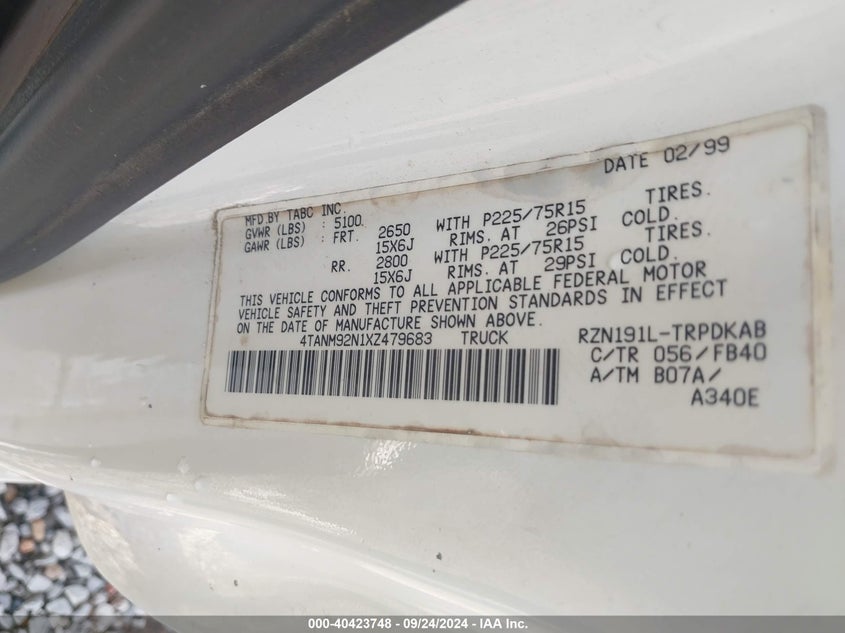 DATE 02/99
MFD.BY TABC INC.
GVWR (LBS) : 5100
GAWR (LBS) : FRT. 2650 WITH P225/75R15 TIRES.
15X6J RIMS. AT 26PSI COLD.
RR. 2800 WITH P225/75R15 TIRES.
15X6J RIMS. AT 29PSI COLD.
THIS VEHICLE CONFORMS TO ALL APPLICABLE FEDERAL MOTOR
VEHICLE SAFETY AND THEFT PREVENTION STANDARDS IN EFFECT
ON THE DATE OF MANUFACTURE SHOWN ABOVE.
4TANM92N1XZ479683 TRUCK RZN191L-TRPDKAB
C/TR 056/FB40
A/TM B07A/
A340E
000-40423748 - 09/24/2024 - IAA Inc.